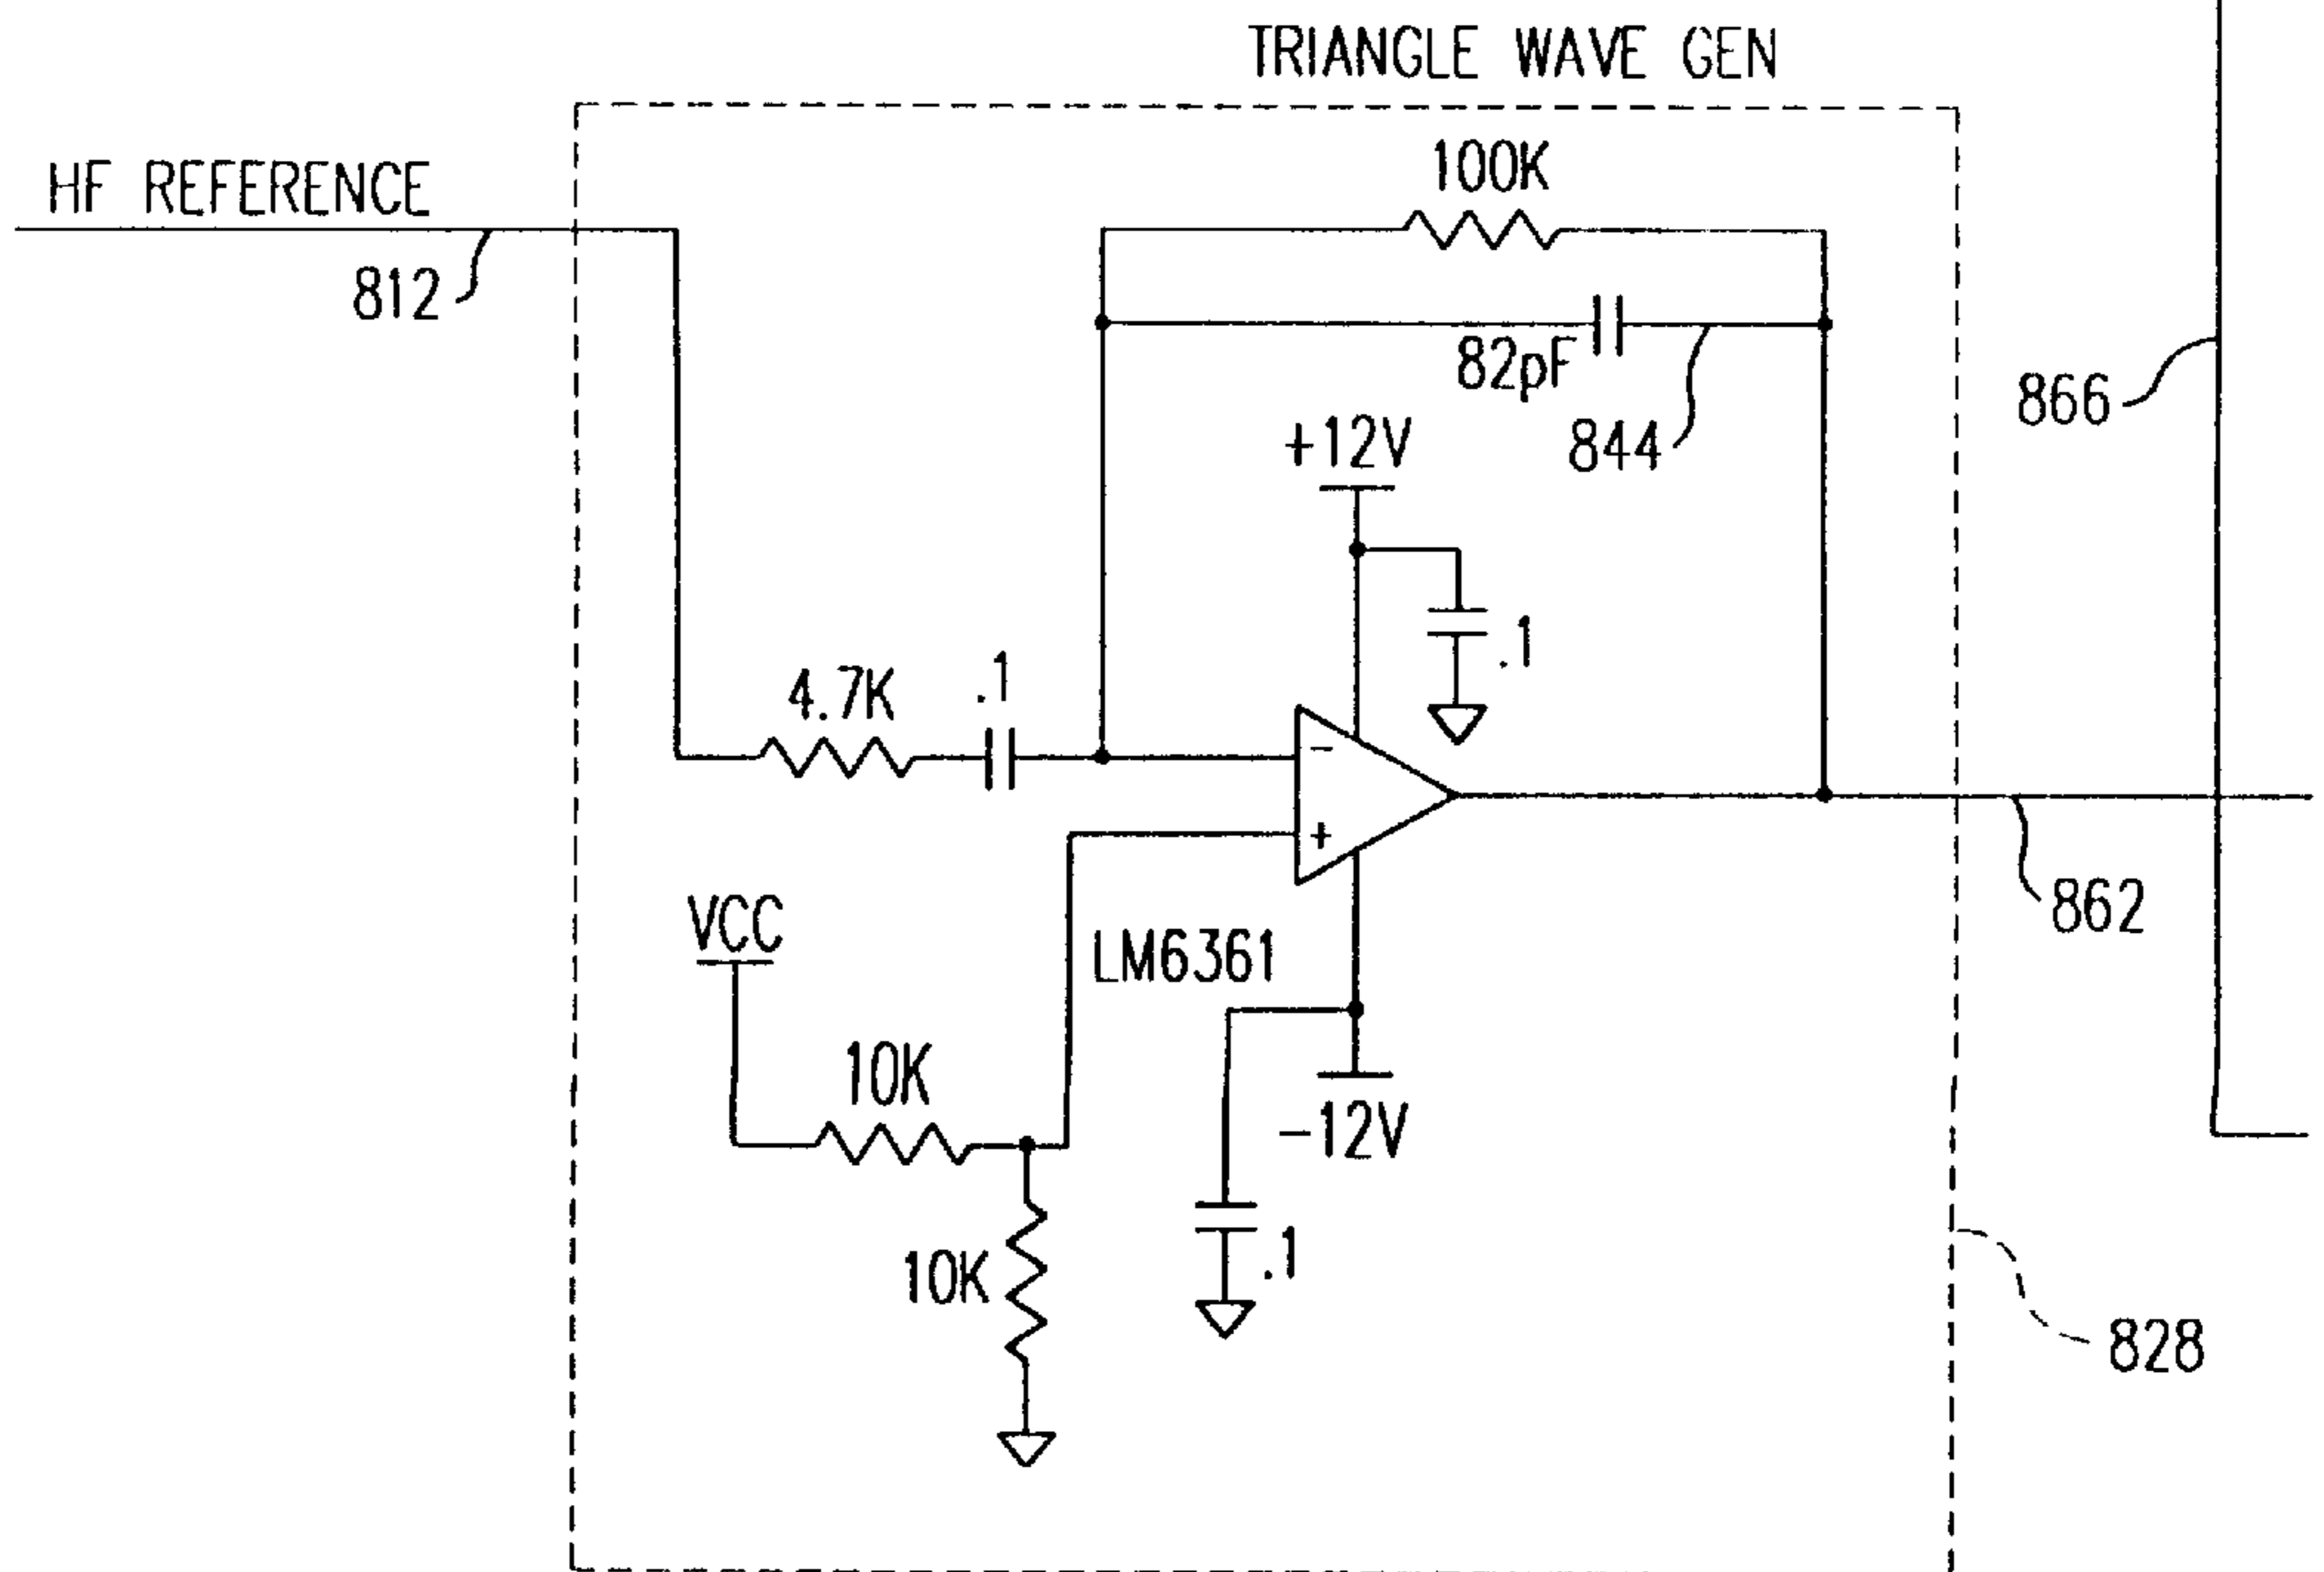 TRIANGLE WAVE GEN
HF REFERENCE
812
100K
82pF
844
866
+12V
.1
4.7K
.1
-
+
LM6361
862
VCC
10K
-12V
10K
.1
828